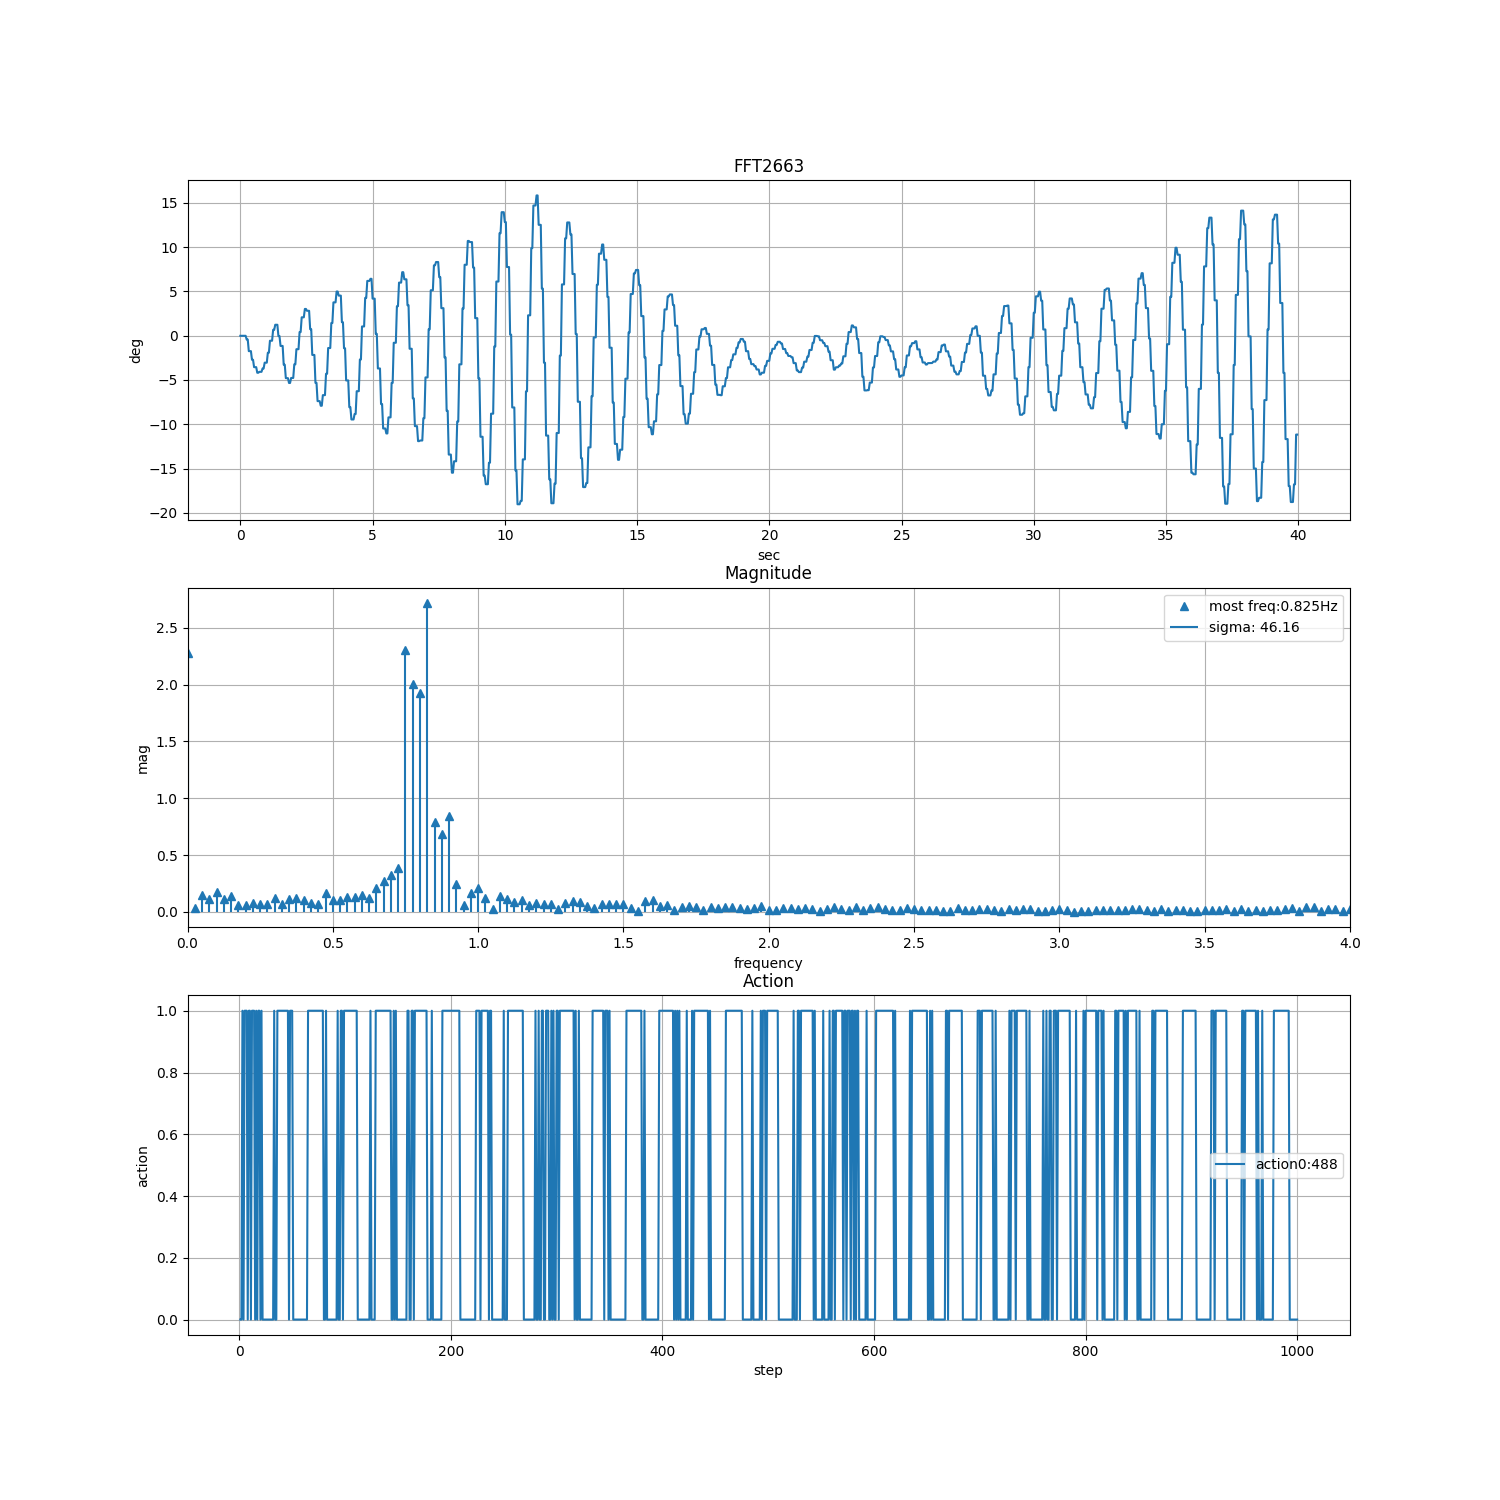 FFT2663
15
10
5
0
−5
−10
−15
−20
deg
0 5 10 15 20 25 30 35 40
sec
Magnitude
most freq:0.825Hz
sigma: 46.16
2.5
2.0
1.5
1.0
0.5
0.0
mag
0.0 0.5 1.0 1.5 2.0 2.5 3.0 3.5 4.0
frequency
Action
1.0
0.8
0.6
0.4
0.2
0.0
action
action0:488
0 200 400 600 800 1000
step